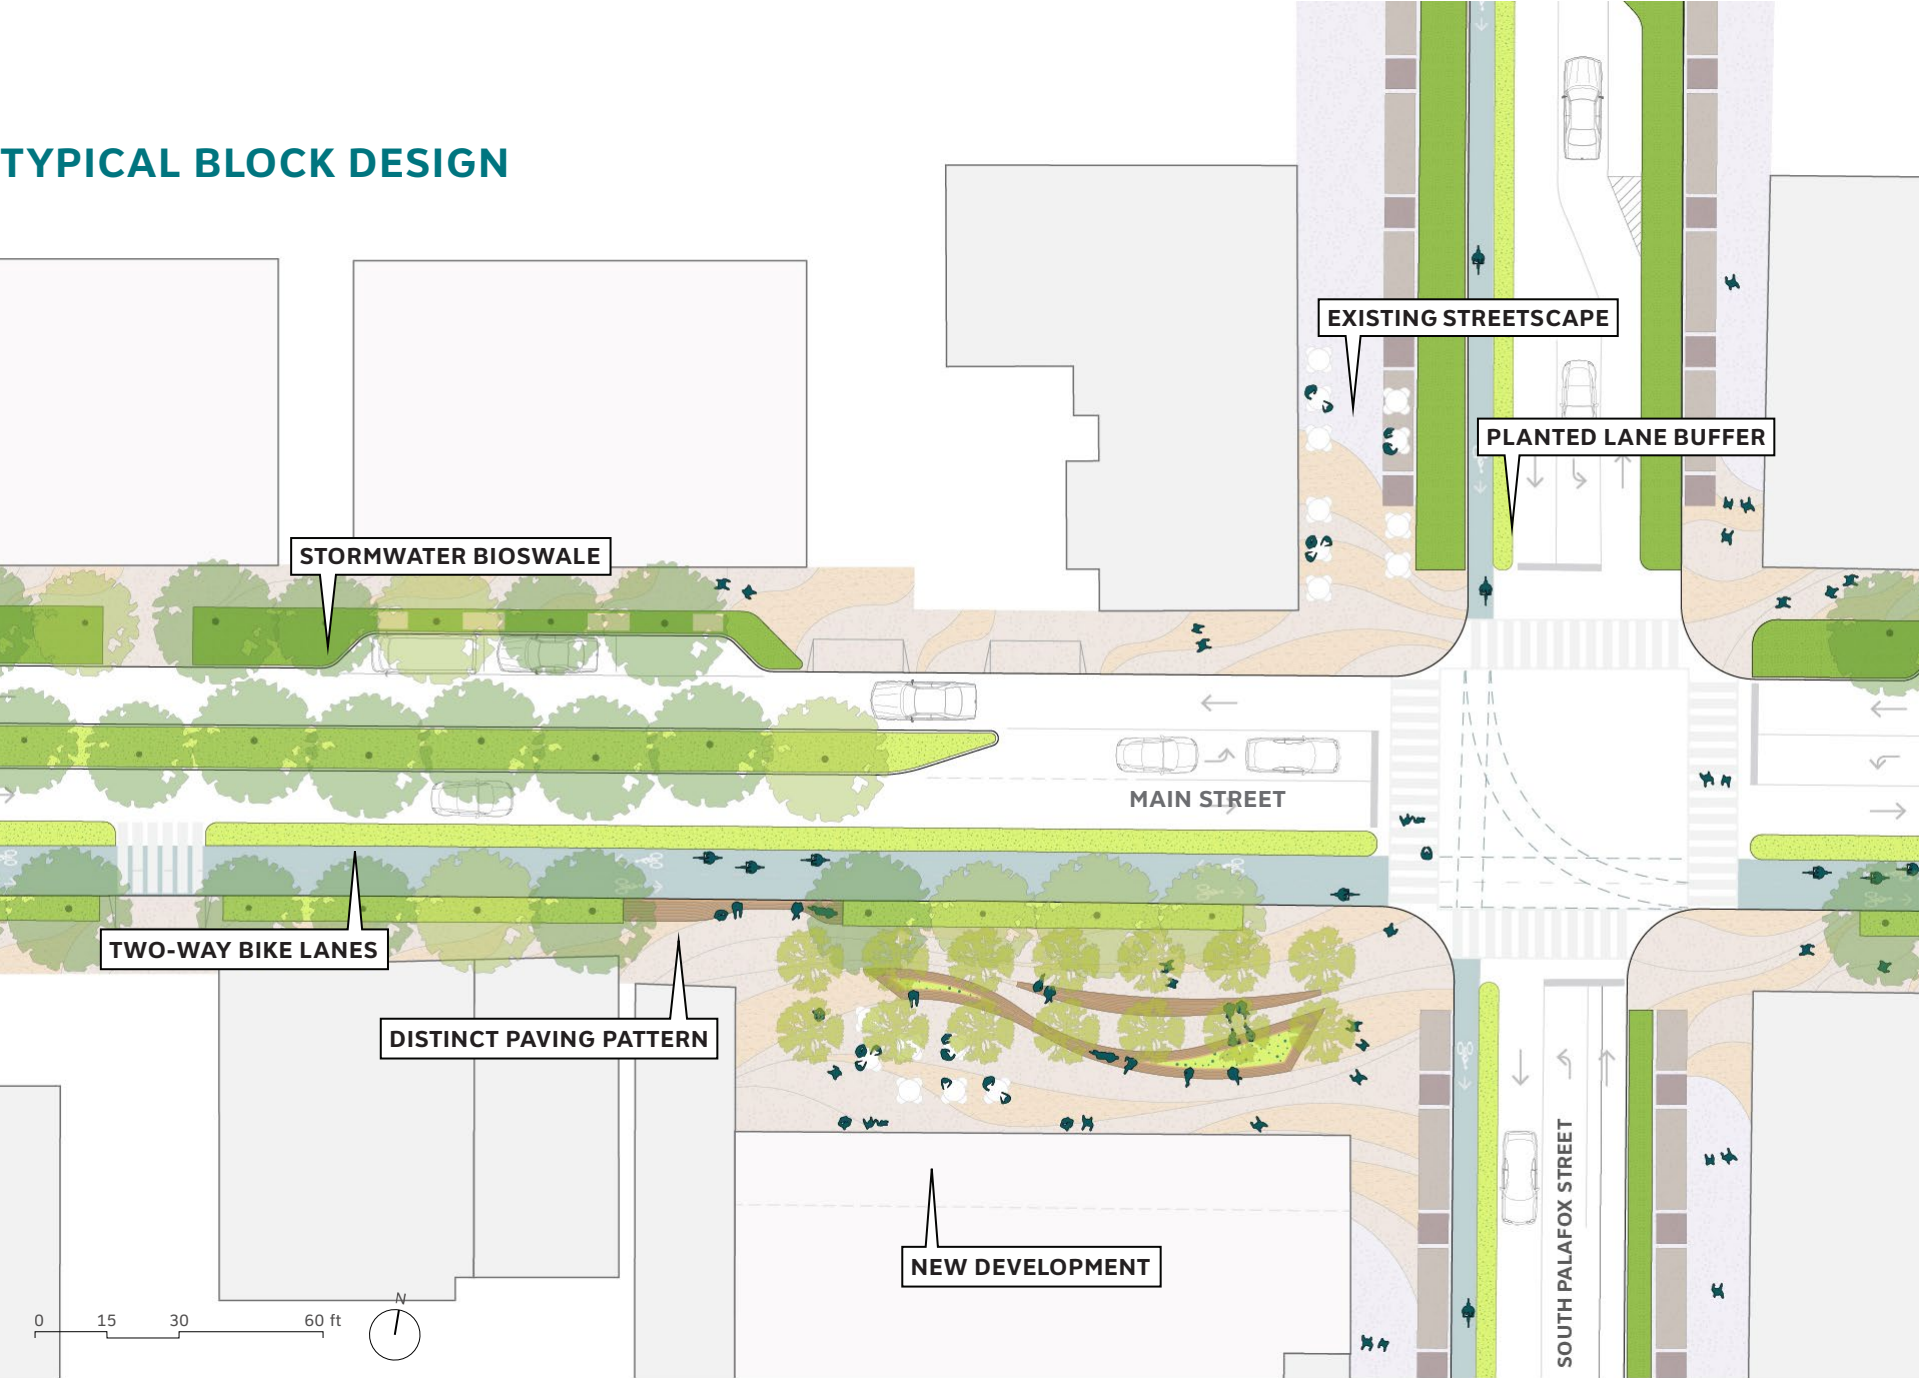 TYPICAL BLOCK DESIGN
EXISTING STREETSCAPE
PLANTED LANE BUFFER
STORMWATER BIOSWALE
MAIN STREET
TWO-WAY BIKE LANES
DISTINCT PAVING PATTERN
NEW DEVELOPMENT
SOUTH PALAFOX STREET
N
0 15 30 60 ft